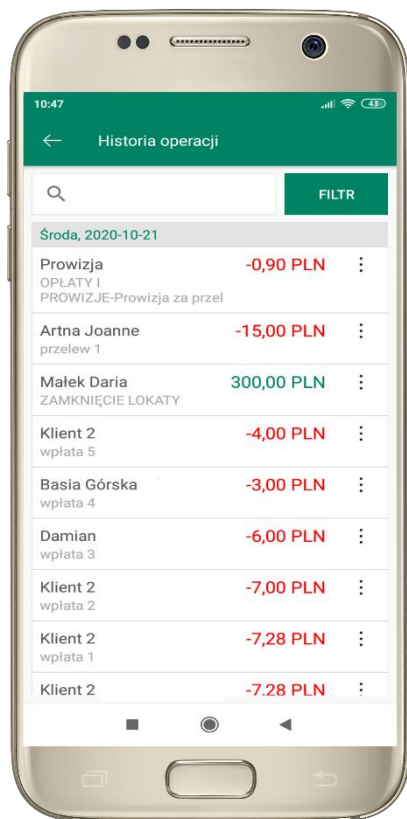 10:47
43
Historia operacji
FILTR
Środa, 2020-10-21
Prowizja -0,90 PLN
OPŁATY I
PROWIZJE-Prowizja za przel
Artna Joanne -15,00 PLN
przelew 1
Małek Daria 300,00 PLN
ZAMKNIĘCIE LOKATY
Klient 2 -4,00 PLN
wpłata 5
Basia Górska -3,00 PLN
wpłata 4
Damian -6,00 PLN
wpłata 3
Klient 2 -7,00 PLN
wpłata 2
Klient 2 -7,28 PLN
wpłata 1
Klient 2 -7,28 PLN